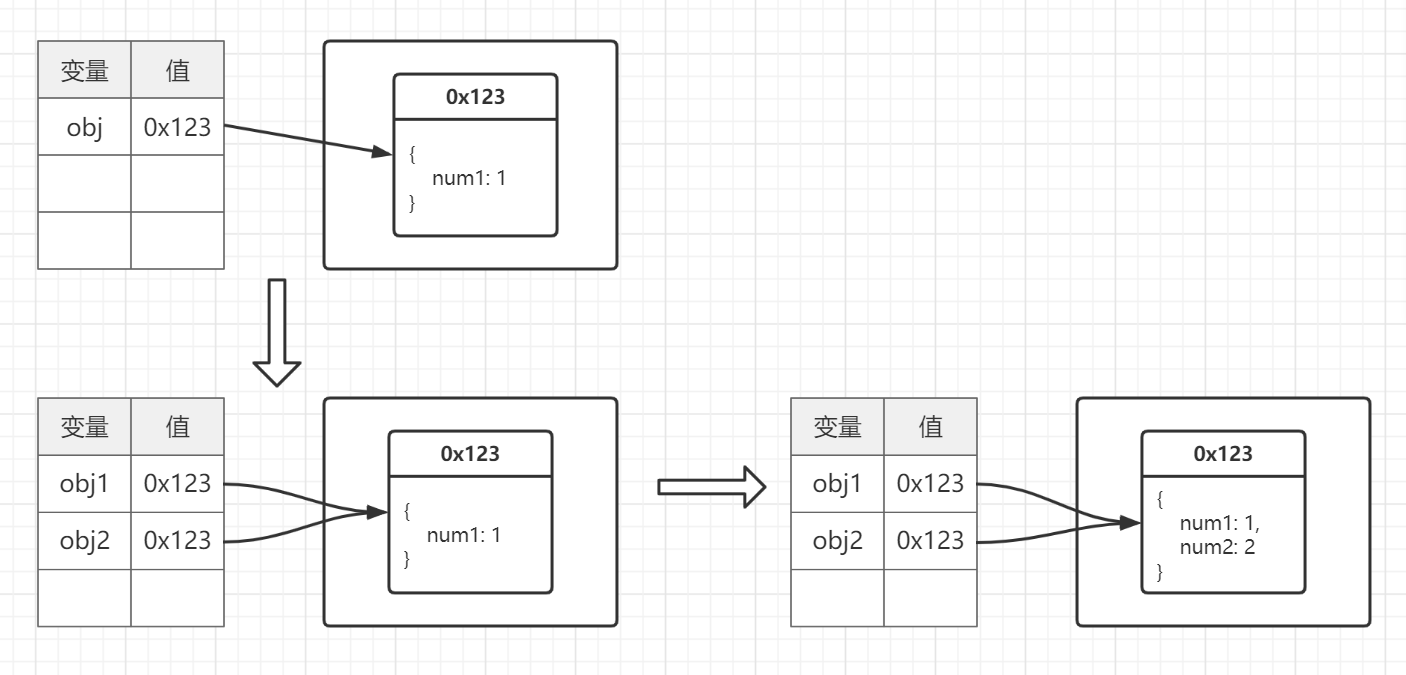 变量 值
obj 0x123
0x123
{
num1: 1
}
变量 值
obj1 0x123
obj2 0x123
0x123
{
num1: 1
}
变量 值
obj1 0x123
obj2 0x123
0x123
{
num1: 1,
num2: 2
}